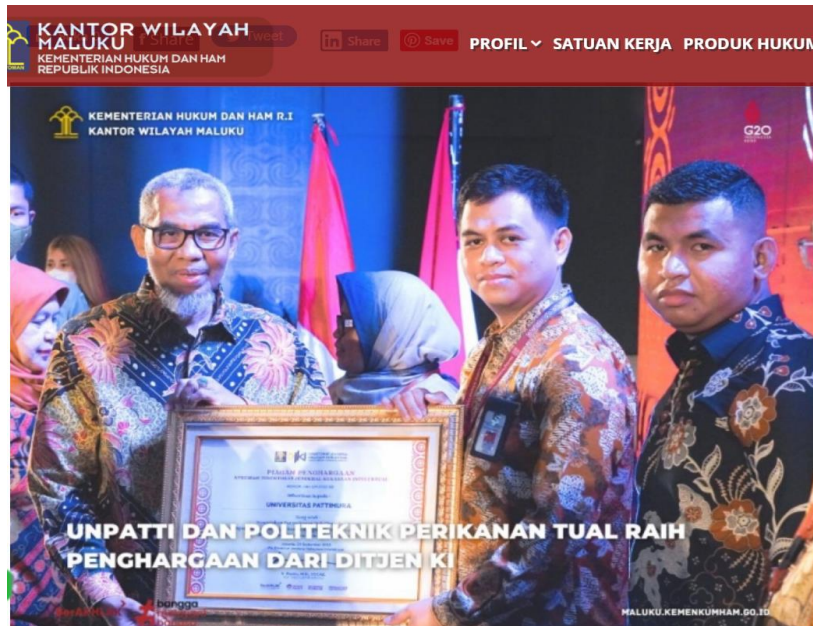 KANTOR WILAYAH
MALUKU
KEMENTERIAN HUKUM DAN HAM
REPUBLIK INDONESIA
Share
Tweet
in Share
Save
PROFIL
SATUAN KERJA
PRODUK HUKUM
KEMENTERIAN HUKUM DAN HAM R.I
KANTOR WILAYAH MALUKU
G20
PIAGAM PENGHARGAAN
UNIVERSITAS PATTIMURA
UNPATTI DAN POLITEKNIK PERIKANAN TUAL RAIH
PENGHARGAAN DARI DITJEN KI
bangga
MALUKU.KEMENKUMHAM.GO.ID